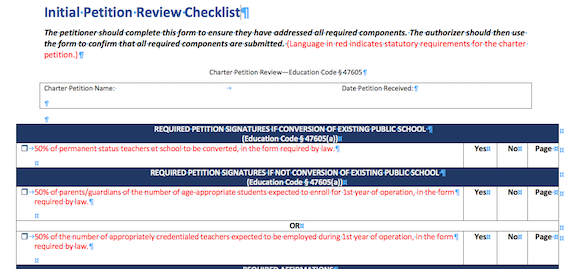 Initial Petition Review Checklist¶
The petitioner should complete this form to ensure they have addressed all required components. The authorizer should then use
the form to confirm that all required components are submitted. (Language in red indicates statutory requirements for the charter
petition.)¶
Charter Petition Review—Education Code § 47605¶
Charter Petition Name: → Date Petition Received: ¶
¶
¶
REQUIRED PETITION SIGNATURES IF CONVERSION OF EXISTING PUBLIC SCHOOL ¶
(Education Code § 47605(a))¤
❐→50% of permanent status teachers at school to be converted, in the form required by law. ¶ Yes¤ No¤ Page¤
¤
REQUIRED PETITION SIGNATURES IF NOT CONVERSION OF EXISTING PUBLIC SCHOOL ¶
(Education Code § 47605(a))¤
❐→50% of parents/guardians of the number of age-appropriate students expected to enroll for 1st year of operation, in the form Yes¤ No¤ Page¤
required by law. ¶
¤
OR¤
❐→50% of the number of appropriately credentialed teachers expected to be employed during 1st year of operation, in the form Yes¤ No¤ Page¤
required by law. ¶
¤
REQUIRED AFFIRMATIONS